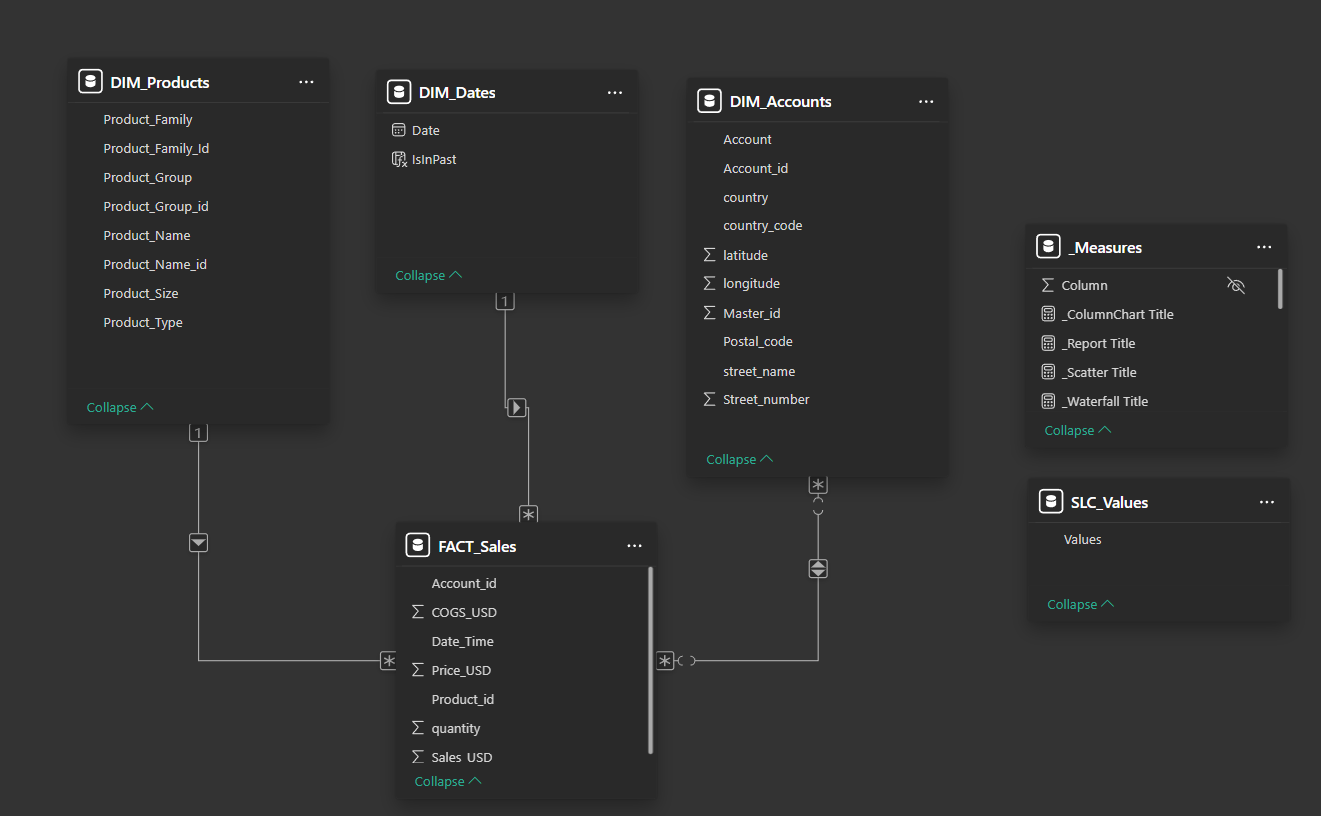 DIM_Products
Product_Family
Product_Family_Id
Product_Group
Product_Group_id
Product_Name
Product_Name_id
Product_Size
Product_Type
Collapse
1
*
DIM_Dates
Date
IsInPast
Collapse
1
*
DIM_Accounts
Account
Account_id
country
country_code
Σ latitude
Σ longitude
Σ Master_id
Postal_code
street_name
Σ Street_number
Collapse
*
*
FACT_Sales
Account_id
Σ COGS_USD
Date_Time
Σ Price_USD
Product_id
Σ quantity
Σ Sales_USD
Collapse
_Measures
Σ Column
_ColumnChart Title
_Report Title
_Scatter Title
_Waterfall Title
Collapse
SLC_Values
Values
Collapse